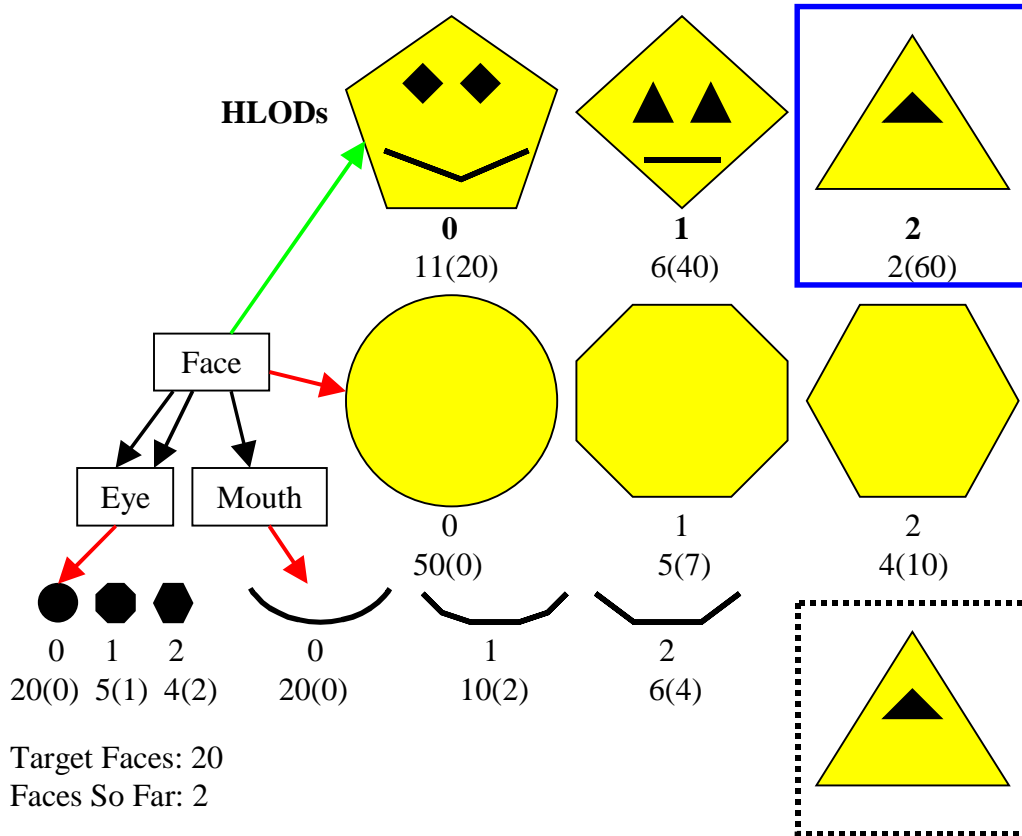 HLODs
0 1 2
11(20) 6(40) 2(60)
Face
Eye Mouth
0 1 2
50(0) 5(7) 4(10)
0 1 2 0 1 2
20(0) 5(1) 4(2) 20(0) 10(2) 6(4)
Target Faces: 20
Faces So Far: 2